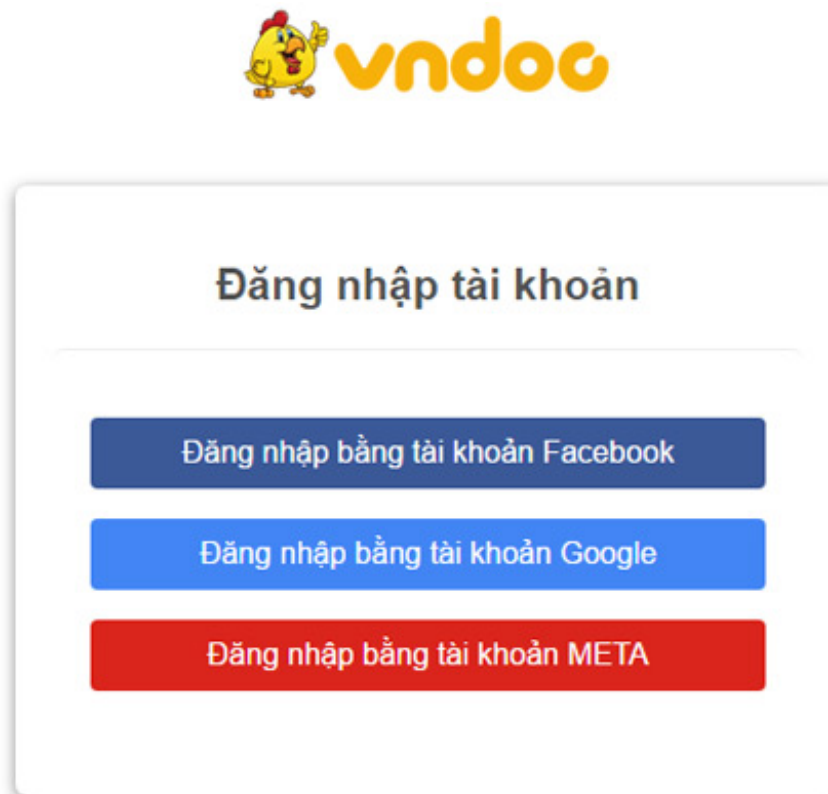 vndoc
Đăng nhập tài khoản
Đăng nhập bằng tài khoản Facebook
Đăng nhập bằng tài khoản Google
Đăng nhập bằng tài khoản META